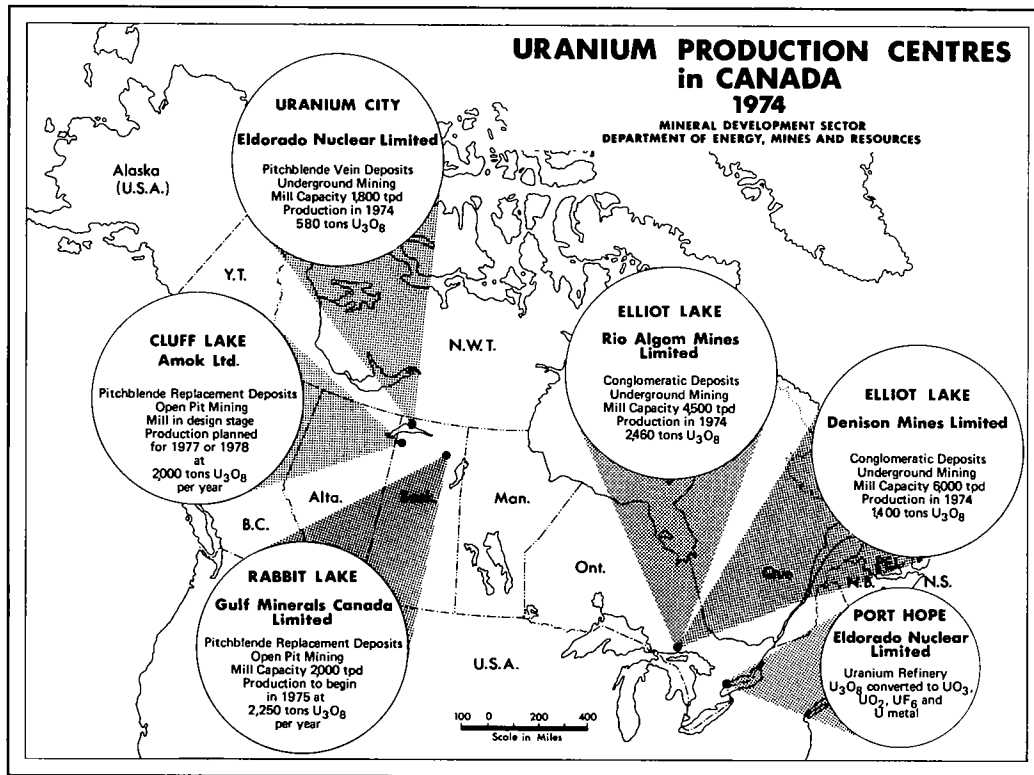 URANIUM PRODUCTION CENTRES
in CANADA
1974
MINERAL DEVELOPMENT SECTOR
DEPARTMENT OF ENERGY, MINES AND RESOURCES
URANIUM CITY
Eldorado Nuclear Limited
Pitchblende Vein Deposits
Underground Mining
Mill Capacity 1,800 tpd
Production in 1974
580 tons U₃O₈
Alaska
(U.S.A.)
Y.T.
N.W.T.
CLUFF LAKE
Amok Ltd.
Pitchblende Replacement Deposits
Open Pit Mining
Mill in design stage
Production planned
for 1977 or 1978
at
2,000 tons U₃O₈
per year
ELLIOT LAKE
Rio Algom Mines
Limited
Conglomeratic Deposits
Underground Mining
Mill Capacity 4,500 tpd
Production in 1974
2,460 tons U₃O₈
ELLIOT LAKE
Denison Mines Limited
Conglomeratic Deposits
Underground Mining
Mill Capacity 6,000 tpd
Production in 1974
1,400 tons U₃O₈
B.C.
Alta.
Sask.
Man.
Ont.
Que.
N.B.
P.E.I.
N.S.
U.S.A.
RABBIT LAKE
Gulf Minerals Canada
Limited
Pitchblende Replacement Deposits
Open Pit Mining
Mill Capacity 2,000 tpd
Production to begin
in 1975 at
2,250 tons U₃O₈
per year
PORT HOPE
Eldorado Nuclear
Limited
Uranium Refinery
U₃O₈ converted to UO₃,
UO₂, UF₆ and
U metal
100 0 200 400
Scale in Miles